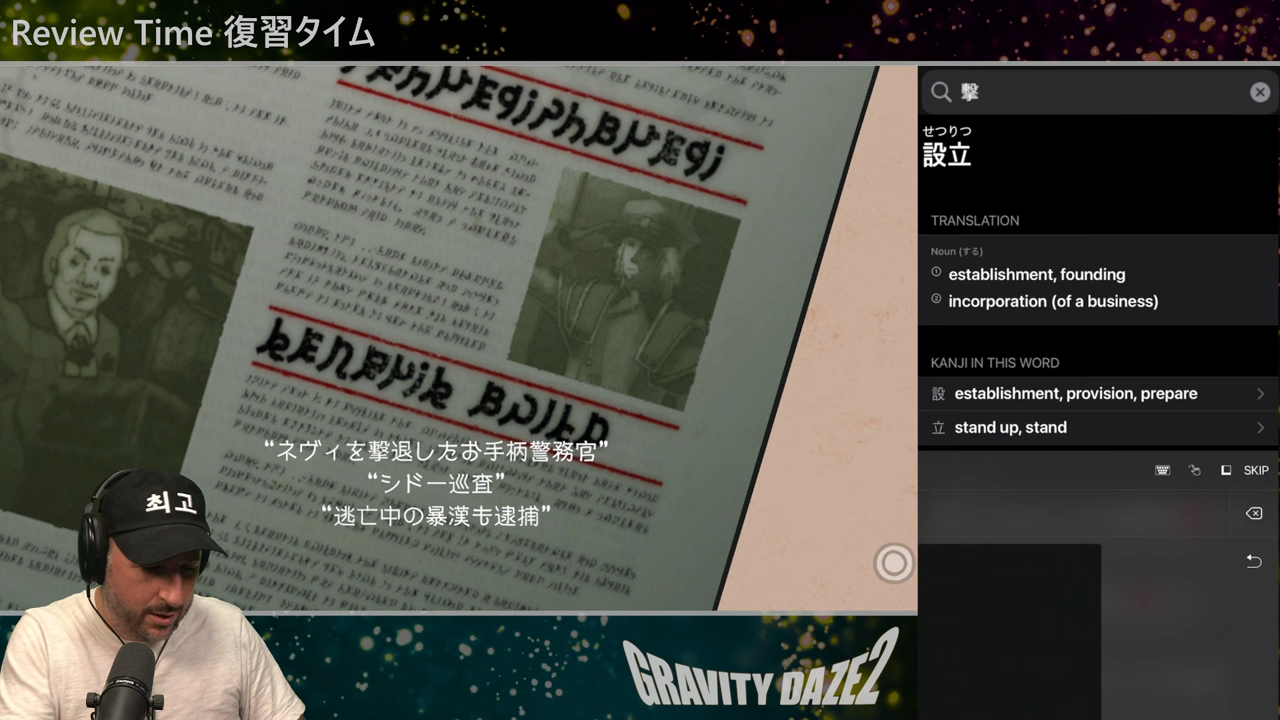 Review Time 復習タイム
“ネヴィを撃退したお手柄警務官”
“シドー巡査”
“逃亡中の暴漢も逮捕”
撃
せつりつ
設立
TRANSLATION
Noun (する)
① establishment, founding
② incorporation (of a business)
KANJI IN THIS WORD
設 establishment, provision, prepare
立 stand up, stand
SKIP
최고
GRAVITY DAZE2